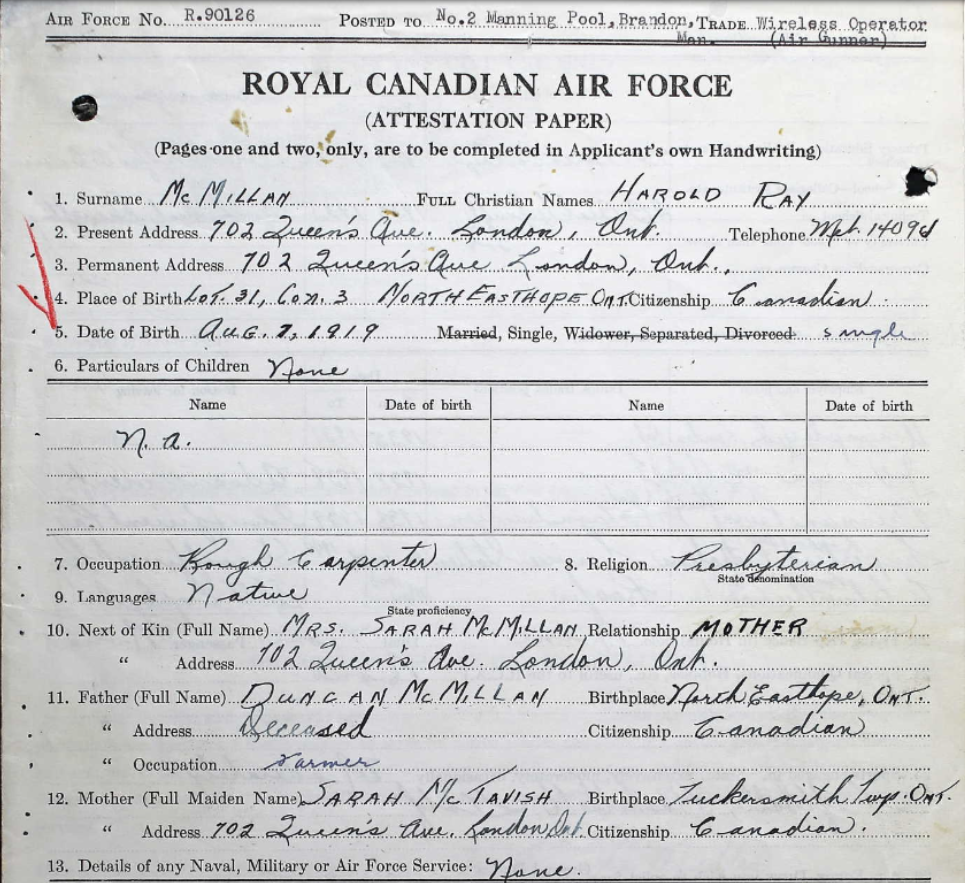 AIR FORCE NO. R.90126 POSTED TO No.2 Manning Pool, Brandon, TRADE Wireless Operator
Man. (Air Gunner)
ROYAL CANADIAN AIR FORCE
(ATTESTATION PAPER)
(Pages one and two, only, are to be completed in Applicant's own Handwriting)
1. Surname McMILLAN FULL Christian Names HAROLD RAY
2. Present Address 702 Queen's Ave. London, Ont. Telephone Met. 1409d
3. Permanent Address 702 Queen's Ave London, Ont.,
4. Place of Birth LOT. 31, CON. 3 NORTH EASTHOPE ONT. Citizenship Canadian
5. Date of Birth AUG. 7, 1919 Married, Single, Widower, Separated, Divorced single
6. Particulars of Children None
Name Date of birth Name Date of birth
N. a.
7. Occupation Rough Carpenter 8. Religion Presbyterian
State denomination
9. Languages Native
State proficiency
10. Next of Kin (Full Name) MRS. SARAH McMILLAN Relationship MOTHER
" Address 702 Queen's Ave. London, Ont.
11. Father (Full Name) DUNCAN McMILLAN Birthplace North Easthope, ONT.
" Address Deceased Citizenship Canadian
" Occupation Farmer
12. Mother (Full Maiden Name) SARAH McTAVISH Birthplace Tuckersmith Twp. ONT.
" Address 702 Queen's Ave. London Ont. Citizenship Canadian.
13. Details of any Naval, Military or Air Force Service: None.